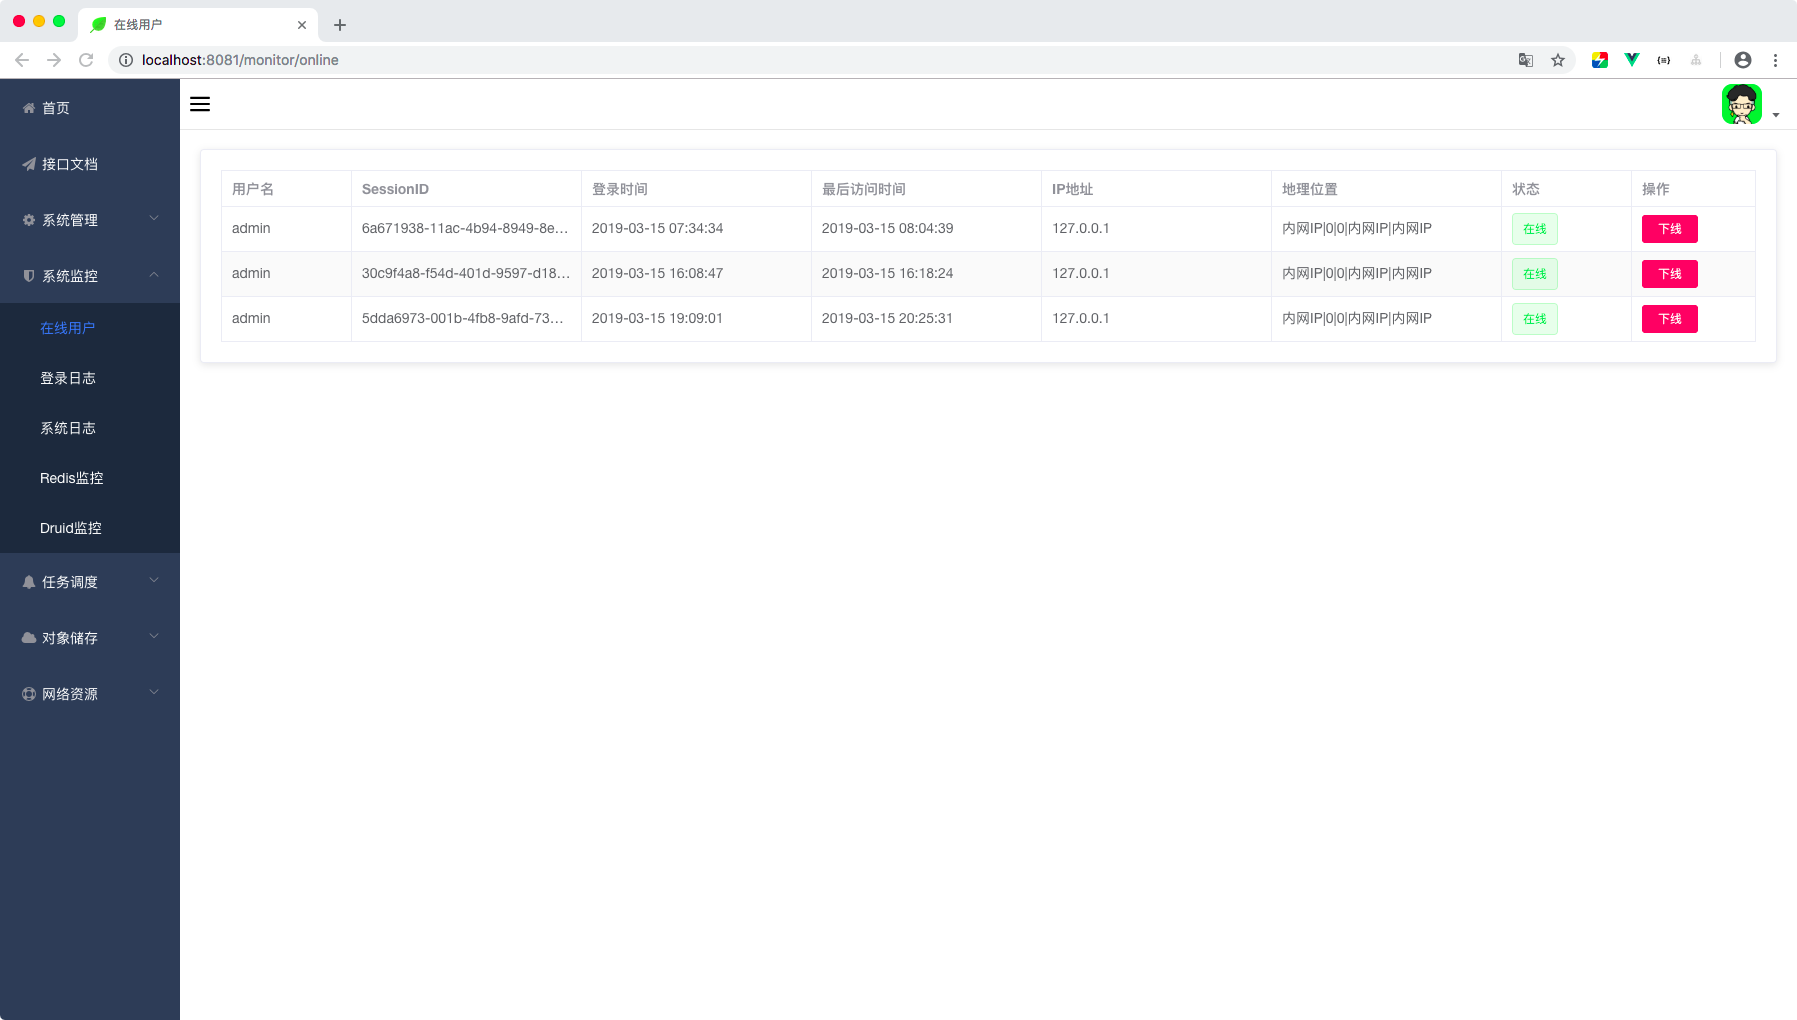 在线用户
localhost:8081/monitor/online
首页
接口文档
系统管理
系统监控
在线用户
登录日志
系统日志
Redis监控
Druid监控
任务调度
对象储存
网络资源
用户名 SessionID 登录时间 最后访问时间 IP地址 地理位置 状态 操作
admin 6a671938-11ac-4b94-8949-8e... 2019-03-15 07:34:34 2019-03-15 08:04:39 127.0.0.1 内网IP|0|0|内网IP|内网IP 在线 下线
admin 30c9f4a8-f54d-401d-9597-d18... 2019-03-15 16:08:47 2019-03-15 16:18:24 127.0.0.1 内网IP|0|0|内网IP|内网IP 在线 下线
admin 5dda6973-001b-4fb8-9afd-73... 2019-03-15 19:09:01 2019-03-15 20:25:31 127.0.0.1 内网IP|0|0|内网IP|内网IP 在线 下线